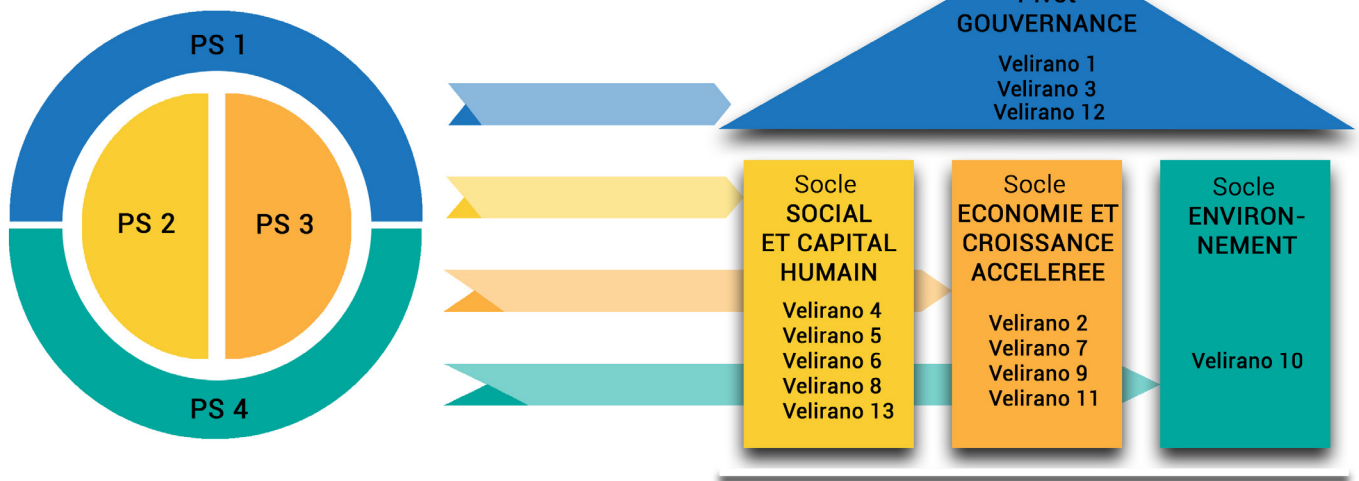 PS 1
PS 2
PS 3
PS 4
Pivot
GOUVERNANCE
Velirano 1
Velirano 3
Velirano 12
Socle
SOCIAL
ET CAPITAL
HUMAIN
Velirano 4
Velirano 5
Velirano 6
Velirano 8
Velirano 13
Socle
ECONOMIE ET
CROISSANCE
ACCELEREE
Velirano 2
Velirano 7
Velirano 9
Velirano 11
Socle
ENVIRON-
NEMENT
Velirano 10